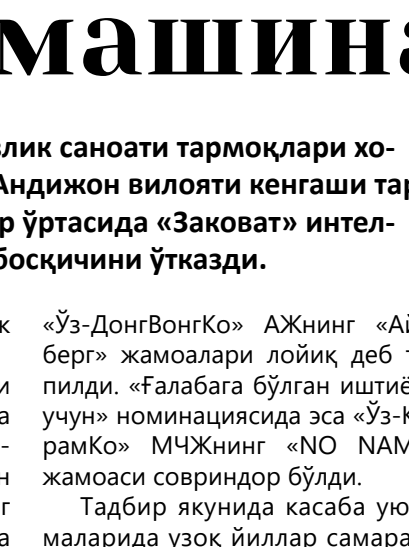 машина
влик саноати тармоқлари хо-
Андижон вилояти кенгаши тар
р ўртасида «Заковат» интел-
босқичини ўтказди.
к
и
а
-
н
г
а
«Ўз-ДонгВонгКо» АЖнинг «Ай
берг» жамоалари лойиқ деб т
пилди. «Ғалабага бўлган иштиё
учун» номинациясида эса «Ўз-К
рамКо» МЧЖнинг «NO NAM
жамоаси совриндор бўлди.
Тадбир якунида касаба ую
маларида узоқ йиллар самара